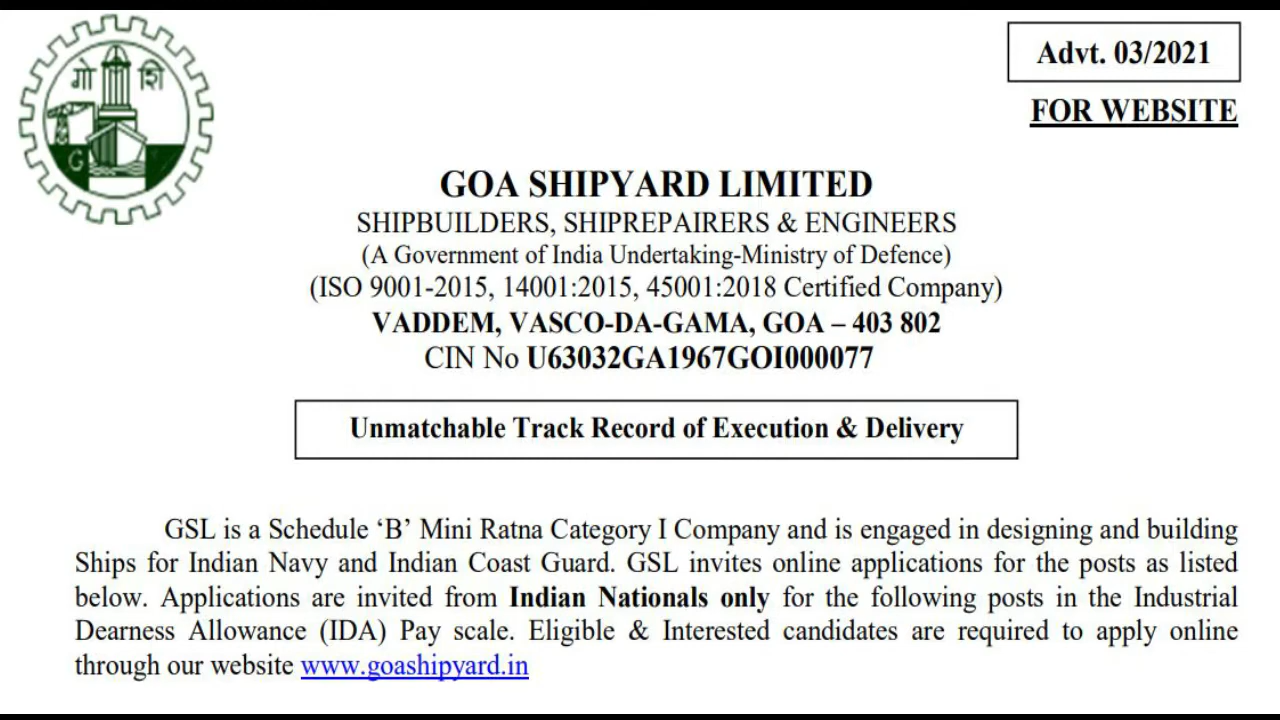 गो शि
G
Advt. 03/2021
FOR WEBSITE
GOA SHIPYARD LIMITED
SHIPBUILDERS, SHIPREPAIRERS & ENGINEERS
(A Government of India Undertaking-Ministry of Defence)
(ISO 9001-2015, 14001:2015, 45001:2018 Certified Company)
VADDEM, VASCO-DA-GAMA, GOA – 403 802
CIN No U63032GA1967GOI000077
Unmatchable Track Record of Execution & Delivery
GSL is a Schedule ‘B’ Mini Ratna Category I Company and is engaged in designing and building
Ships for Indian Navy and Indian Coast Guard. GSL invites online applications for the posts as listed
below. Applications are invited from Indian Nationals only for the following posts in the Industrial
Dearness Allowance (IDA) Pay scale. Eligible & Interested candidates are required to apply online
through our website www.goashipyard.in